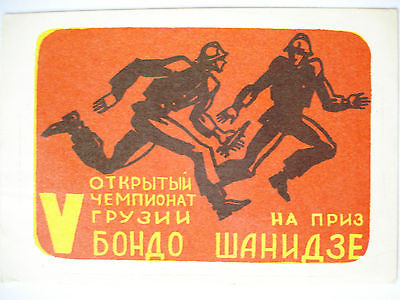 V ОТКРЫТЫЙ
ЧЕМПИОНАТ
ГРУЗИИ НА ПРИЗ
БОНДО ШАНИДЗЕ